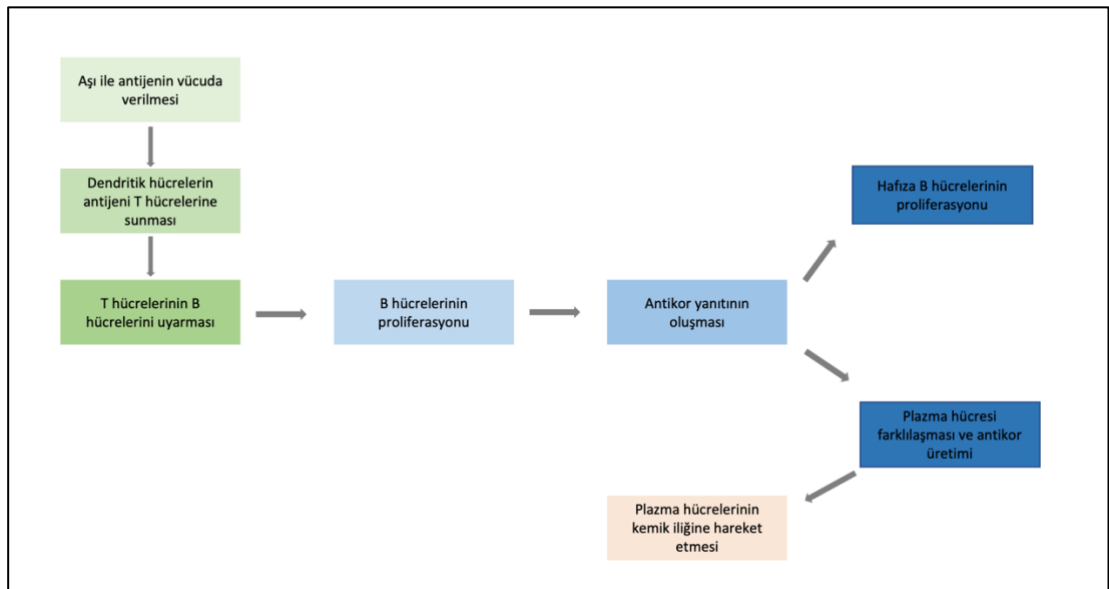 Aşı ile antijenin vücuda
verilmesi
Dendritik hücrelerin
antijeni T hücrelerine
sunması
T hücrelerinin B
hücrelerini uyarması
B hücrelerinin
proliferasyonu
Antikor yanıtının
oluşması
Hafıza B hücrelerinin
proliferasyonu
Plazma hücresi
farklılaşması ve antikor
üretimi
Plazma hücrelerinin
kemik iliğine hareket
etmesi